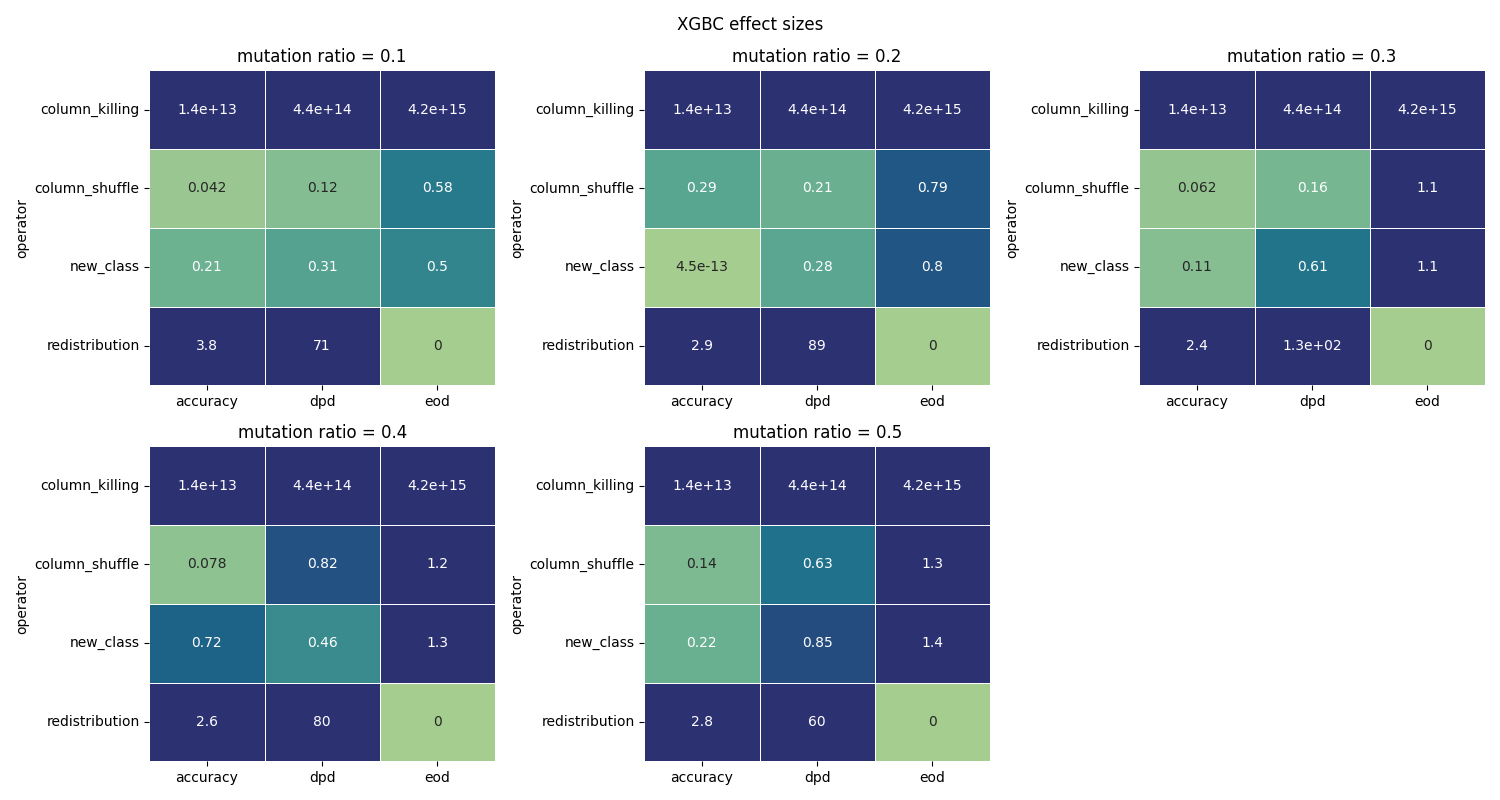 XGBC effect sizes
mutation ratio = 0.1
column_killing 1.4e+13 4.4e+14 4.2e+15
column_shuffle 0.042 0.12 0.58
new_class 0.21 0.31 0.5
redistribution 3.8 71 0
operator
accuracy dpd eod
mutation ratio = 0.2
column_killing 1.4e+13 4.4e+14 4.2e+15
column_shuffle 0.29 0.21 0.79
new_class 4.5e-13 0.28 0.8
redistribution 2.9 89 0
operator
accuracy dpd eod
mutation ratio = 0.3
column_killing 1.4e+13 4.4e+14 4.2e+15
column_shuffle 0.062 0.16 1.1
new_class 0.11 0.61 1.1
redistribution 2.4 1.3e+02 0
operator
accuracy dpd eod
mutation ratio = 0.4
column_killing 1.4e+13 4.4e+14 4.2e+15
column_shuffle 0.078 0.82 1.2
new_class 0.72 0.46 1.3
redistribution 2.6 80 0
operator
accuracy dpd eod
mutation ratio = 0.5
column_killing 1.4e+13 4.4e+14 4.2e+15
column_shuffle 0.14 0.63 1.3
new_class 0.22 0.85 1.4
redistribution 2.8 60 0
operator
accuracy dpd eod